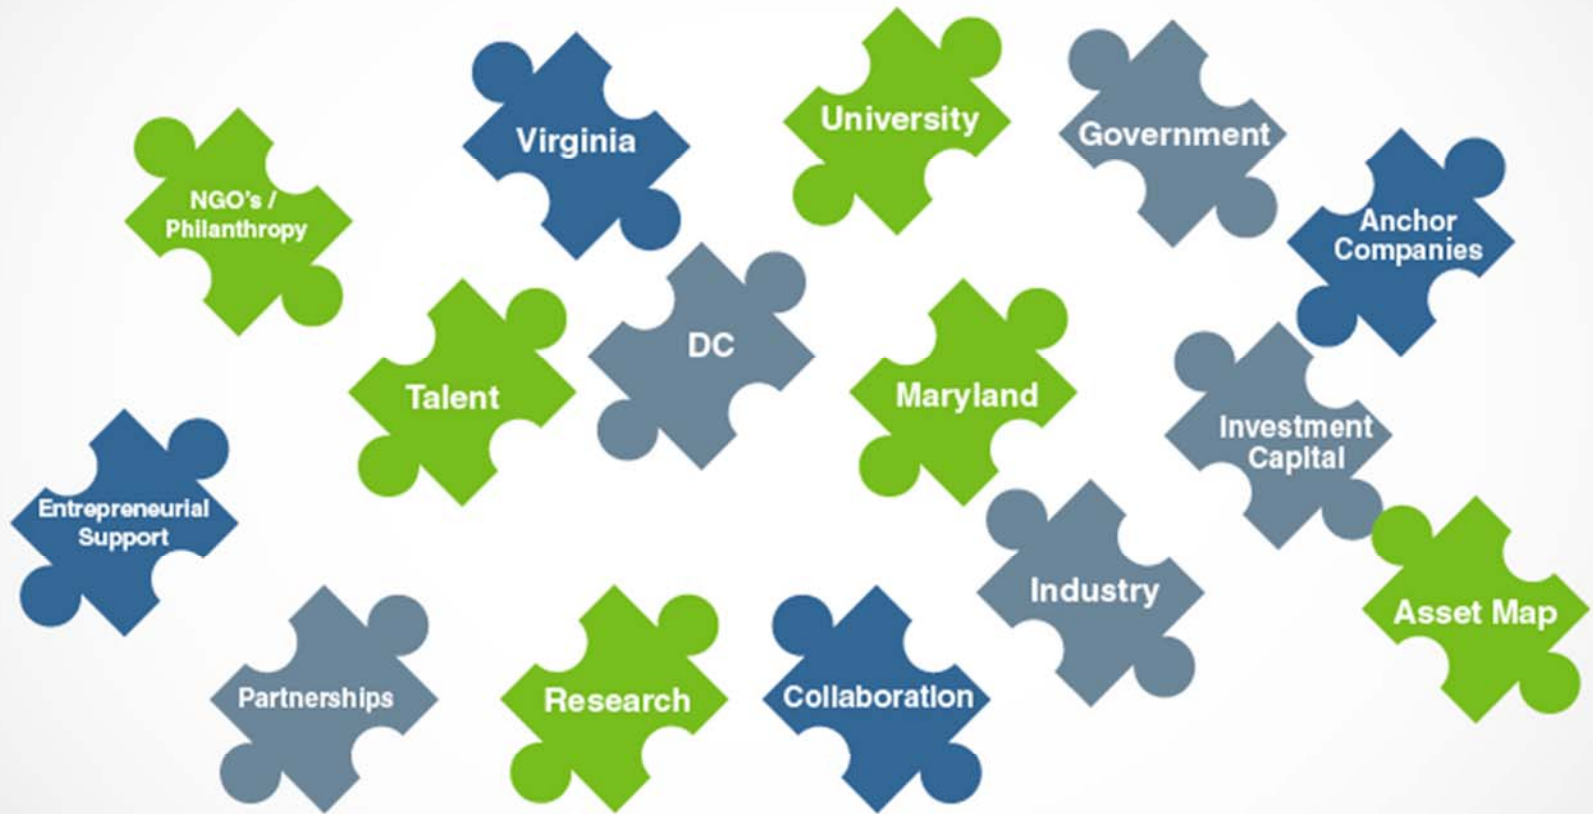 University
Government
Virginia
NGO's /
Philanthropy
Anchor
Companies
DC
Talent
Maryland
Investment
Capital
Entrepreneurial
Support
Industry
Asset Map
Partnerships
Research
Collaboration